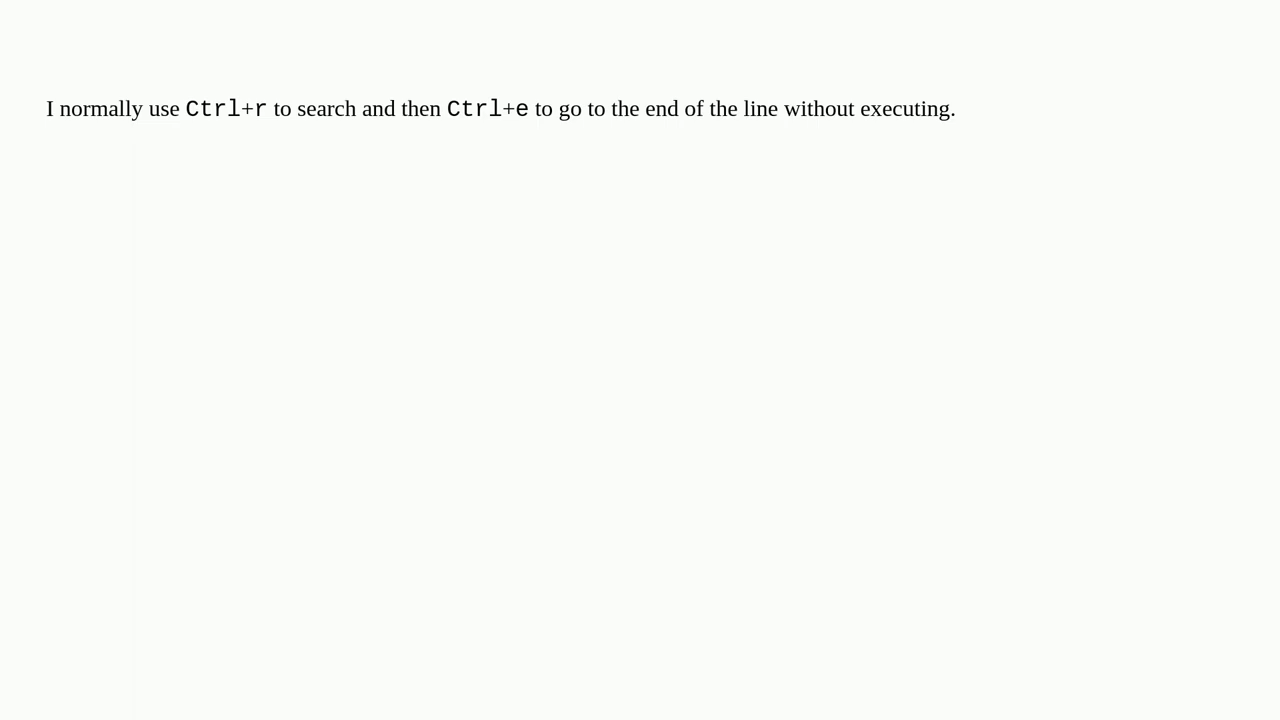 I normally use Ctrl+r to search and then Ctrl+e to go to the end of the line without executing.